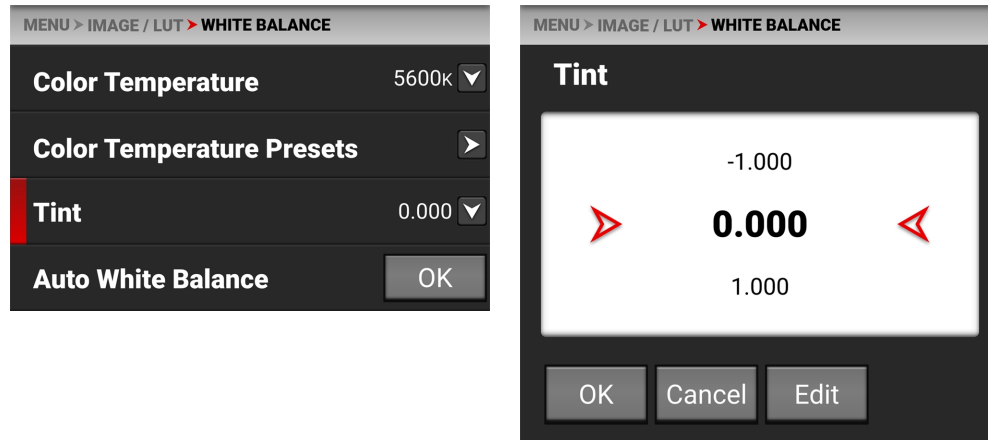 MENU > IMAGE / LUT > WHITE BALANCE
Color Temperature 5600K
Color Temperature Presets
Tint 0.000
Auto White Balance OK
MENU > IMAGE / LUT > WHITE BALANCE
Tint
-1.000
0.000
1.000
OK Cancel Edit